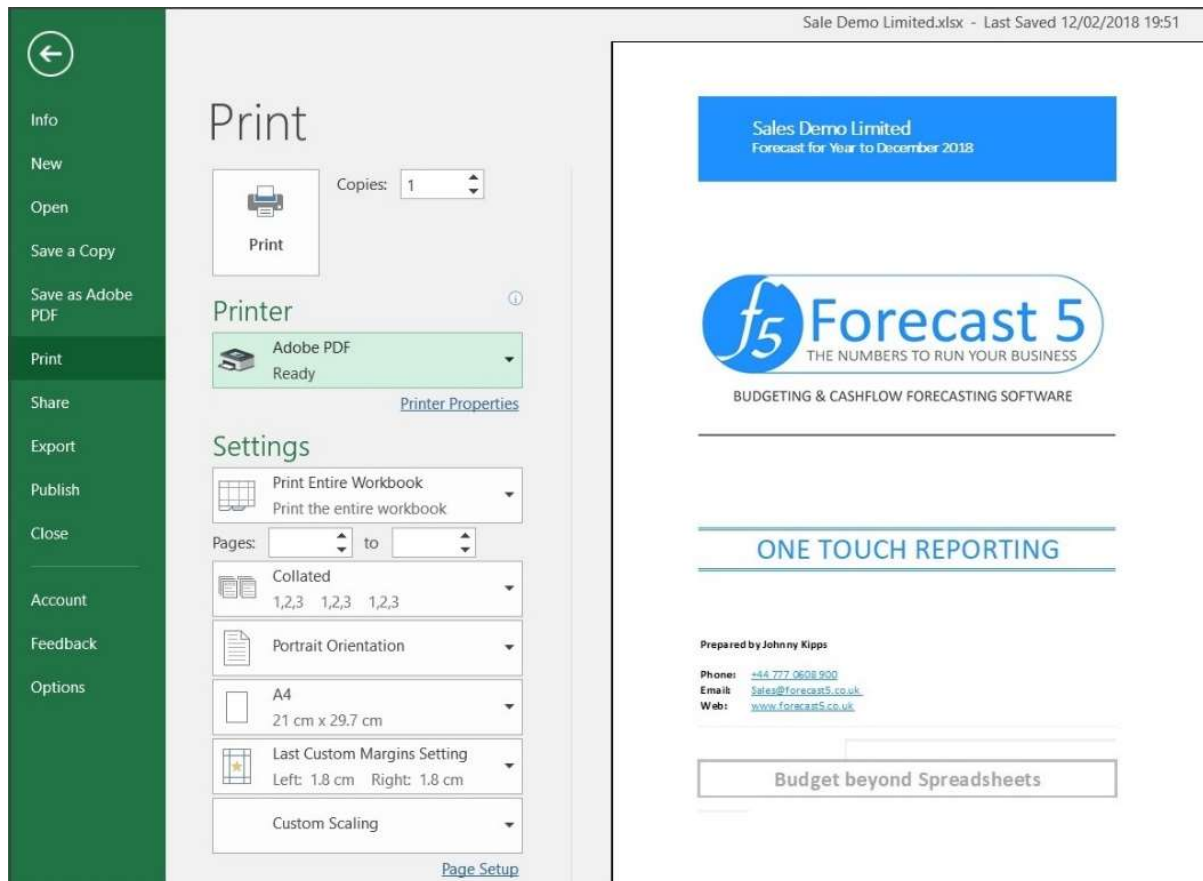 Sale Demo Limited.xlsx - Last Saved 12/02/2018 19:51
Info
New
Open
Save a Copy
Save as Adobe
PDF
Print
Share
Export
Publish
Close
Account
Feedback
Options
Print
Print
Copies: 1
Printer
Adobe PDF
Ready
Printer Properties
Settings
Print Entire Workbook
Print the entire workbook
Pages: to
Collated
1,2,3 1,2,3 1,2,3
Portrait Orientation
A4
21 cm x 29.7 cm
Last Custom Margins Setting
Left: 1.8 cm Right: 1.8 cm
Custom Scaling
Page Setup
Sales Demo Limited
Forecast for Year to December 2018
f5 Forecast 5
THE NUMBERS TO RUN YOUR BUSINESS
BUDGETING & CASHFLOW FORECASTING SOFTWARE
ONE TOUCH REPORTING
Prepared by Johnny Kipps
Phone: +44 777 0608 900
Email: Sales@forecast5.co.uk
Web: www.forecast5.co.uk
Budget beyond Spreadsheets